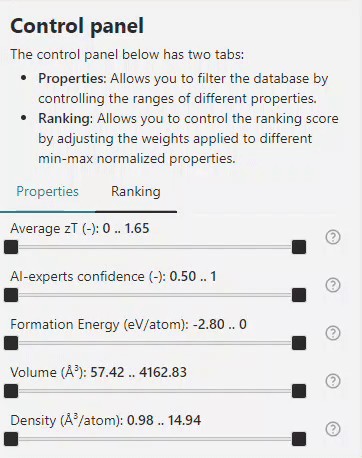 Control panel
The control panel below has two tabs:
• Properties: Allows you to filter the database by
controlling the ranges of different properties.
• Ranking: Allows you to control the ranking score
by adjusting the weights applied to different
min-max normalized properties.
Properties Ranking
Average zT (-): 0 .. 1.65
AI-experts confidence (-): 0.50 .. 1
Formation Energy (eV/atom): -2.80 .. 0
Volume (Å³): 57.42 .. 4162.83
Density (Å³/atom): 0.98 .. 14.94